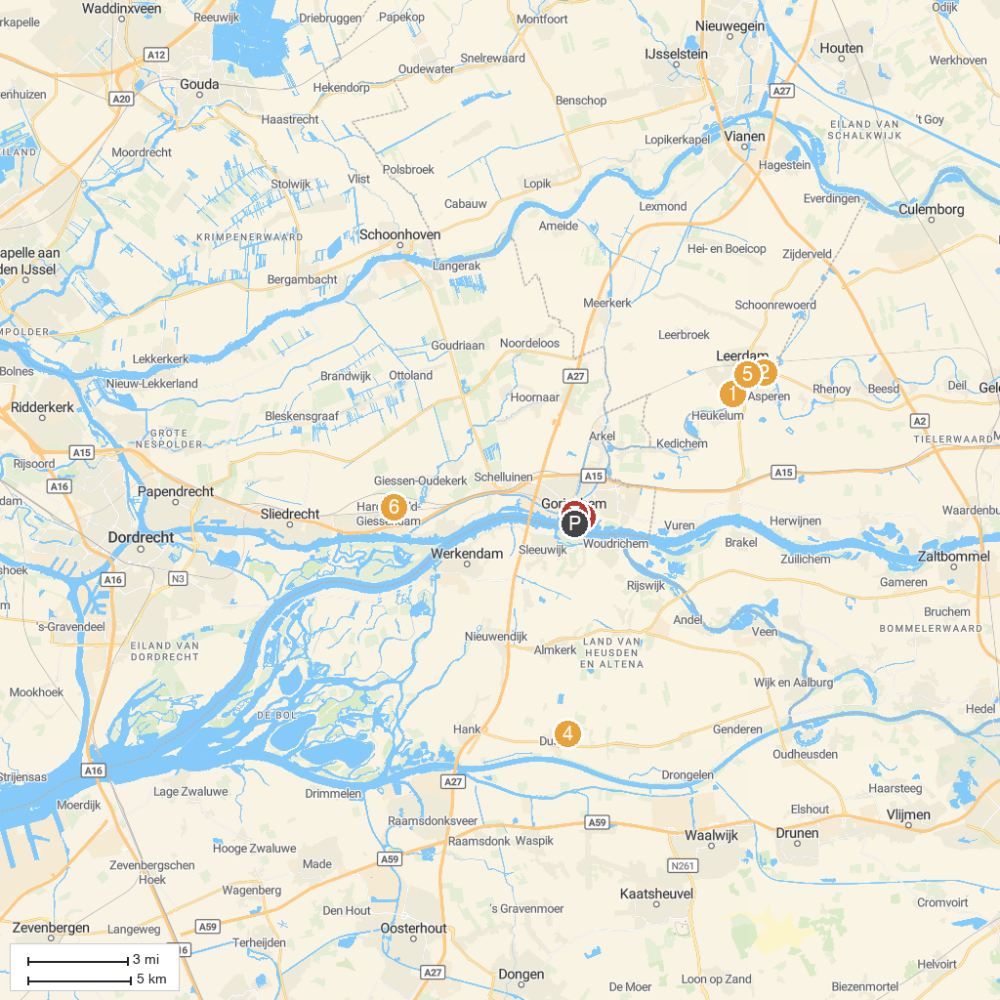 Waddinxveen
Reeuwijk
Driebruggen
Papekop
Montfoort
Nieuwegein
Odijk
A12
Snelrewaard
IJsselstein
Houten
Gouda
Oudewater
Werkhoven
Hekendorp
A20
Benschop
A27
Haastrecht
EILAND VAN
SCHALKWIJK
't Goy
Vianen
Lopikerkapel
Moordrecht
Polsbroek
Hagestein
Stolwijk
Vlist
Lopik
Everdingen
Cabauw
Lexmond
Culemborg
KRIMPENERWAARD
Schoonhoven
Ameide
Hei- en Boeicop
Zijderveld
Langerak
Bergambacht
Meerkerk
Schoonrewoerd
Leerbroek
Noordeloos
Goudriaan
Leerdam
Lekkerkerk
Bolnes
Brandwijk
Ottoland
A27
5
2
1
Nieuw-Lekkerland
Rhenoy
Beesd
Deil
Hoornaar
Asperen
Ridderkerk
Bleskensgraaf
Heukelum
A2
GROTE
NESPOLDER
Arkel
Kedichem
TIELERWAARD
A15
Rijsoord
Schelluinen
A15
A15
A16
Giessen-Oudekerk
Papendrecht
Sliedrecht
6
Giessendam
P
Waardenbu
Herwijnen
Vuren
Dordrecht
Woudrichem
Brakel
Sleeuwijk
Werkendam
Zuilichem
Zaltbommel
A16
N3
Rijswijk
Gameren
's-Gravendeel
Andel
Bruchem
BOMMELERWAARD
Veen
Nieuwendijk
Almkerk
LAND VAN
HEUSDEN
EN ALTENA
EILAND VAN
DORDRECHT
Wijk en Aalburg
Mookhoek
Hedel
DE BOL
Hank
4
Genderen
Oudheusden
A16
Strijensas
A27
Drongelen
Lage Zwaluwe
Drimmelen
Haarsteeg
Moerdijk
Elshout
Vlijmen
Raamsdonksveer
A59
Waalwijk
Drunen
Raamsdonk
Waspik
Hooge Zwaluwe
A59
N261
Made
Zevenbergschen
Hoek
Wagenberg
Kaatsheuvel
Den Hout
's Gravenmoer
Cromvoirt
Zevenbergen
Langeweg
A59
Oosterhout
Terheijden
3 mi
5 km
Helvoirt
A27
Dongen
De Moer
Loon op Zand
Biezenmortel